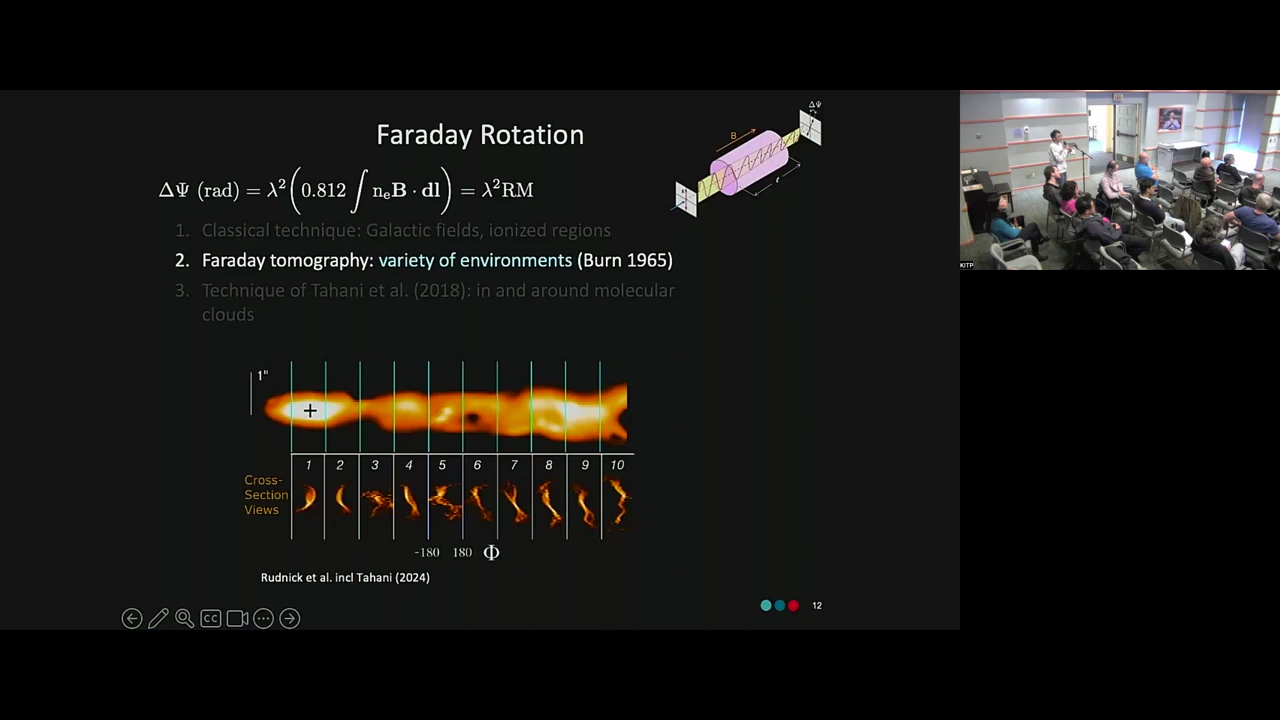 Faraday Rotation
ΔΨ (rad) = λ²(0.812 ∫ nₑB · dl) = λ²RM
1. Classical technique: Galactic fields, ionized regions
2. Faraday tomography: variety of environments (Burn 1965)
3. Technique of Tahani et al. (2018): in and around molecular
clouds
ΔΨ
B
ℓ
1"
1 2 3 4 5 6 7 8 9 10
Cross-
Section
Views
-180 180 Φ
Rudnick et al. incl Tahani (2024)
CC
12
KITP